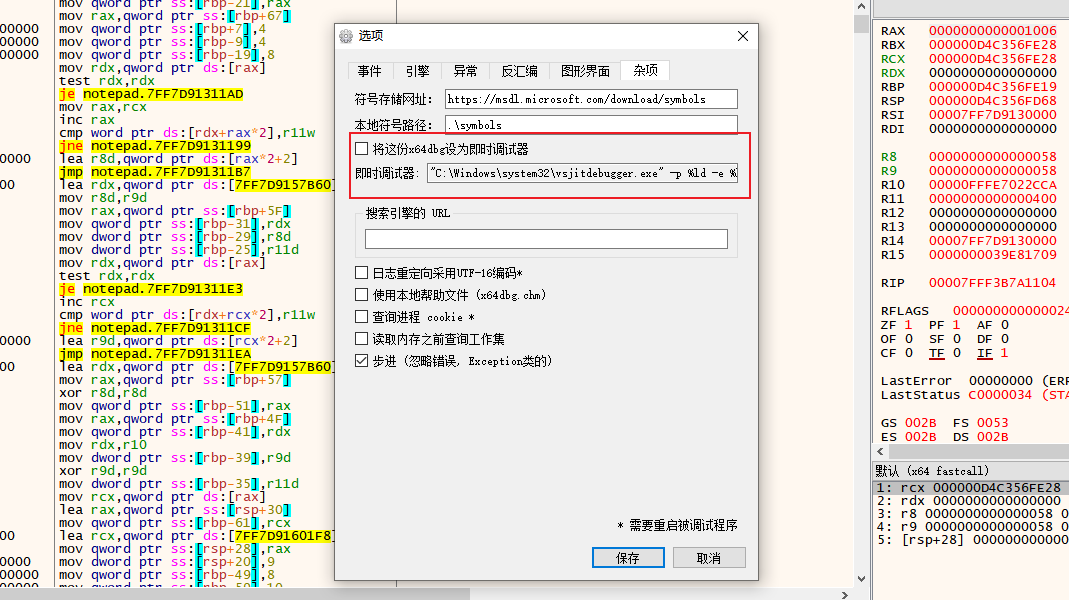 mov qword ptr ss:[rbp-21],rax
mov rax,qword ptr ss:[rbp+67]
00000 mov qword ptr ss:[rbp+7],4
00000 mov qword ptr ss:[rbp-9],4
00000 mov qword ptr ss:[rbp-19],8
mov rdx,qword ptr ds:[rax]
test rdx,rdx
je notepad.7FF7D91311AD
mov rax,rcx
inc rax
cmp word ptr ds:[rdx+rax*2],r11w
jne notepad.7FF7D9131199
0000 lea r8d,qword ptr ds:[rax*2+2]
jmp notepad.7FF7D91311B7
00 lea rdx,qword ptr ds:[7FF7D9157B60]
mov r8d,r9d
mov rax,qword ptr ss:[rbp+5F]
mov qword ptr ss:[rbp-31],rdx
mov qword ptr ss:[rbp-29],r8d
mov qword ptr ss:[rbp-25],r11d
mov rdx,qword ptr ds:[rax]
test rdx,rdx
je notepad.7FF7D91311E3
inc rcx
cmp word ptr ds:[rdx+rcx*2],r11w
jne notepad.7FF7D91311CF
0000 lea r9d,qword ptr ds:[rcx*2+2]
jmp notepad.7FF7D91311EA
00 lea rdx,qword ptr ds:[7FF7D9157B60]
mov rax,qword ptr ss:[rbp+57]
xor r8d,r8d
mov qword ptr ss:[rbp-51],rax
mov rax,qword ptr ss:[rbp+4F]
mov qword ptr ss:[rbp-41],rdx
mov rdx,r10
mov dword ptr ss:[rbp-39],r9d
xor r9d,r9d
mov dword ptr ss:[rbp-35],r11d
mov rcx,qword ptr ds:[rax]
lea rax,qword ptr ss:[rsp+30]
mov qword ptr ss:[rbp-61],rcx
00 lea rcx,qword ptr ds:[7FF7D91601F8]
mov qword ptr ss:[rsp+28],rax
0000 mov dword ptr ss:[rsp+20],9
00000 mov qword ptr ss:[rbp-49],8
选项
事件 引擎 异常 反汇编 图形界面 杂项
符号存储网址: https://msdl.microsoft.com/download/symbols
本地符号路径: .\symbols
将这份x64dbg设为即时调试器
即时调试器: "C:\Windows\system32\vsjitdebugger.exe" -p %ld -e %
搜索引擎的 URL
日志重定向采用UTF-16编码*
使用本地帮助文件 (x64dbg.chm)
查询进程 cookie *
读取内存之前查询工作集
步进 (忽略错误, Exception类的)
* 需要重启被调试程序
保存 取消
RAX 0000000000001006
RBX 000000D4C356FE28
RCX 000000D4C356FE28
RDX 0000000000000000
RBP 000000D4C356FE19
RSP 000000D4C356FD68
RSI 00007FF7D9130000
RDI 0000000000000000
R8 0000000000000058
R9 0000000000000058
R10 00000FFFE7022CCA
R11 0000000000000400
R12 0000000000000000
R13 0000000000000000
R14 00007FF7D9130000
R15 0000000039E81709
RIP 00007FFF3B7A1104
RFLAGS 000000000000024
ZF 1 PF 1 AF 0
OF 0 SF 0 DF 0
CF 0 TF 0 IF 1
LastError 00000000 (ERR
LastStatus C0000034 (STA
GS 002B FS 0053
ES 002B DS 002B
默认 (x64 fastcall)
1: rcx 000000D4C356FE28
2: rdx 0000000000000000
3: r8 0000000000000058 0
4: r9 0000000000000058 0
5: [rsp+28] 000000000000